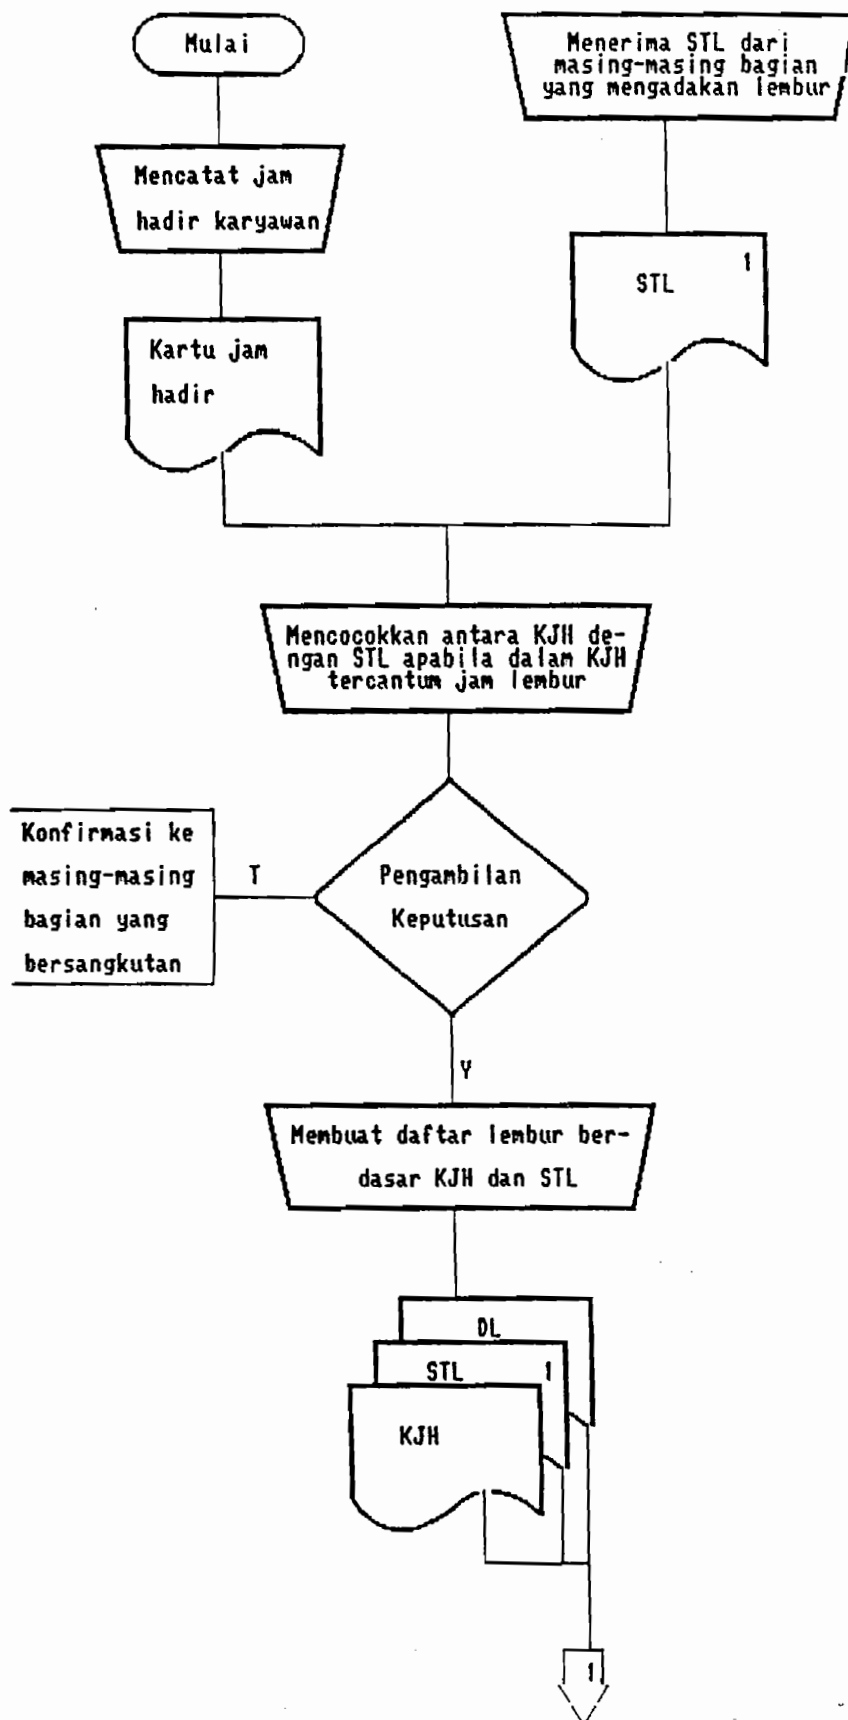 Mulai
Menerima STL dari
masing-masing bagian
yang mengadakan lembur
Mencatat jam
hadir karyawan
1
STL
Kartu jam
hadir
Mencocokkan antara KJH de-
ngan STL apabila dalam KJH
tercantum jam lembur
Konfirmasi ke
masing-masing
bagian yang
bersangkutan
T
Pengambilan
Keputusan
Y
Membuat daftar lembur ber-
dasar KJH dan STL
DL
STL 1
KJH
1